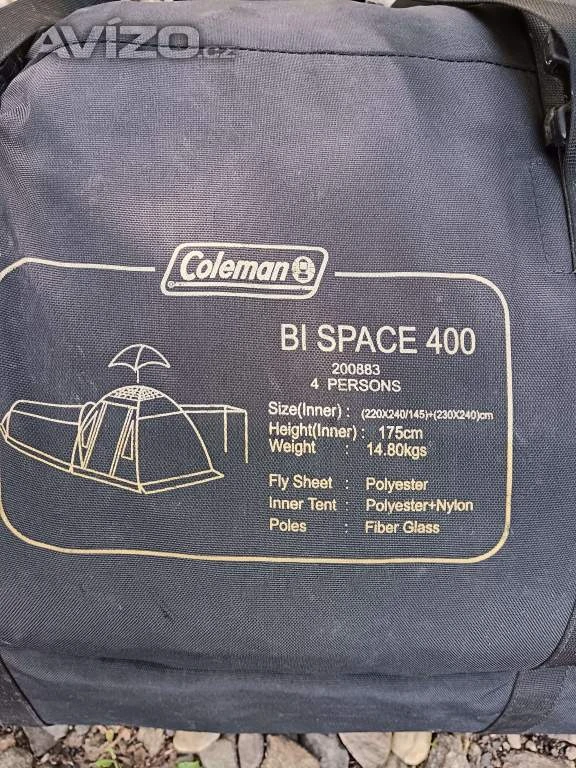 AVÍZO.cz
Coleman
BI SPACE 400
200883
4 PERSONS
Size(Inner) : (220X240/145)+(230X240)cm
Height(Inner) : 175cm
Weight : 14.80kgs
Fly Sheet : Polyester
Inner Tent : Polyester+Nylon
Poles : Fiber Glass